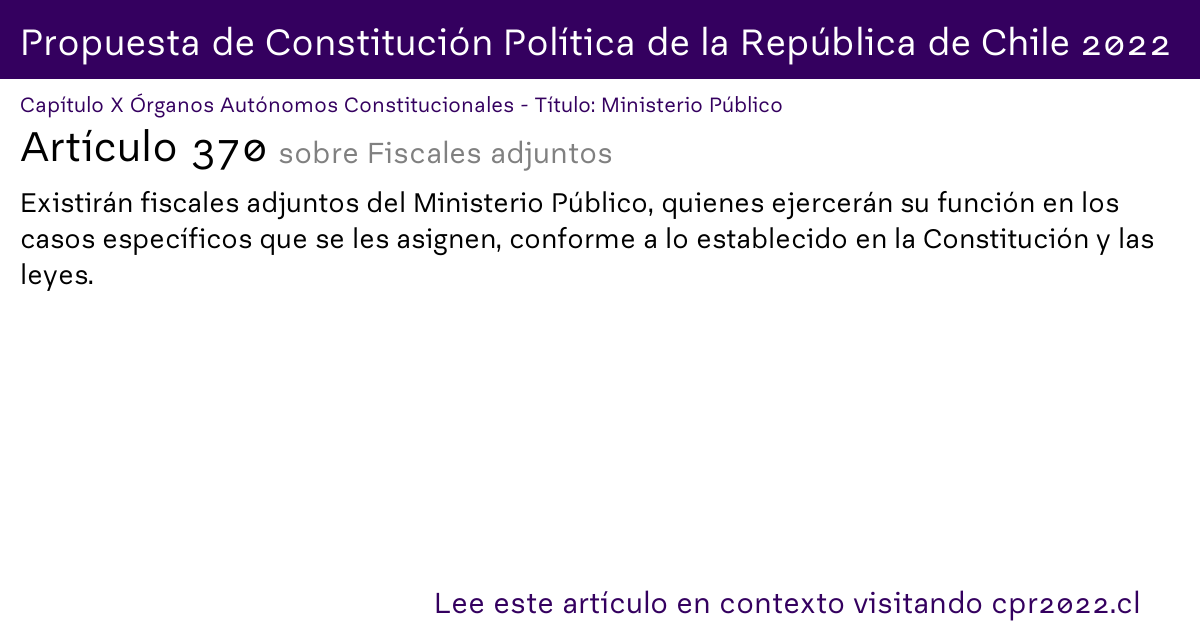 Propuesta de Constitución Política de la República de Chile 2022
Capítulo X Órganos Autónomos Constitucionales - Título: Ministerio Público
Artículo 370 sobre Fiscales adjuntos
Existirán fiscales adjuntos del Ministerio Público, quienes ejercerán su función en los
casos específicos que se les asignen, conforme a lo establecido en la Constitución y las
leyes.
Lee este artículo en contexto visitando cpr2022.cl